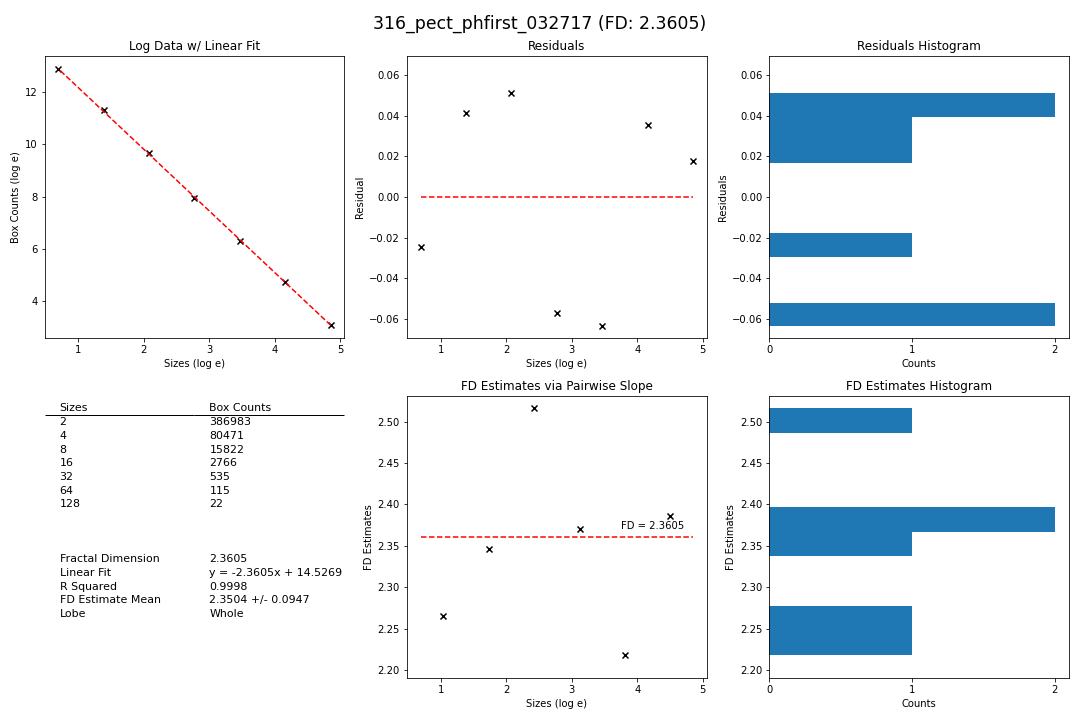 316_pect_phfirst_032717 (FD: 2.3605)
Log Data w/ Linear Fit
Box Counts (log e)
12
10
8
6
4
1 2 3 4 5
Sizes (log e)
Residuals
Residual
0.06
0.04
0.02
0.00
−0.02
−0.04
−0.06
1 2 3 4 5
Sizes (log e)
Residuals Histogram
Residuals
0.06
0.04
0.02
0.00
−0.02
−0.04
−0.06
0 1 2
Counts
Sizes Box Counts
2 386983
4 80471
8 15822
16 2766
32 535
64 115
128 22
Fractal Dimension 2.3605
Linear Fit y = -2.3605x + 14.5269
R Squared 0.9998
FD Estimate Mean 2.3504 +/- 0.0947
Lobe Whole
FD Estimates via Pairwise Slope
FD Estimates
2.50
2.45
2.40
2.35
2.30
2.25
2.20
FD = 2.3605
1 2 3 4 5
Sizes (log e)
FD Estimates Histogram
FD Estimates
2.50
2.45
2.40
2.35
2.30
2.25
2.20
0 1 2
Counts